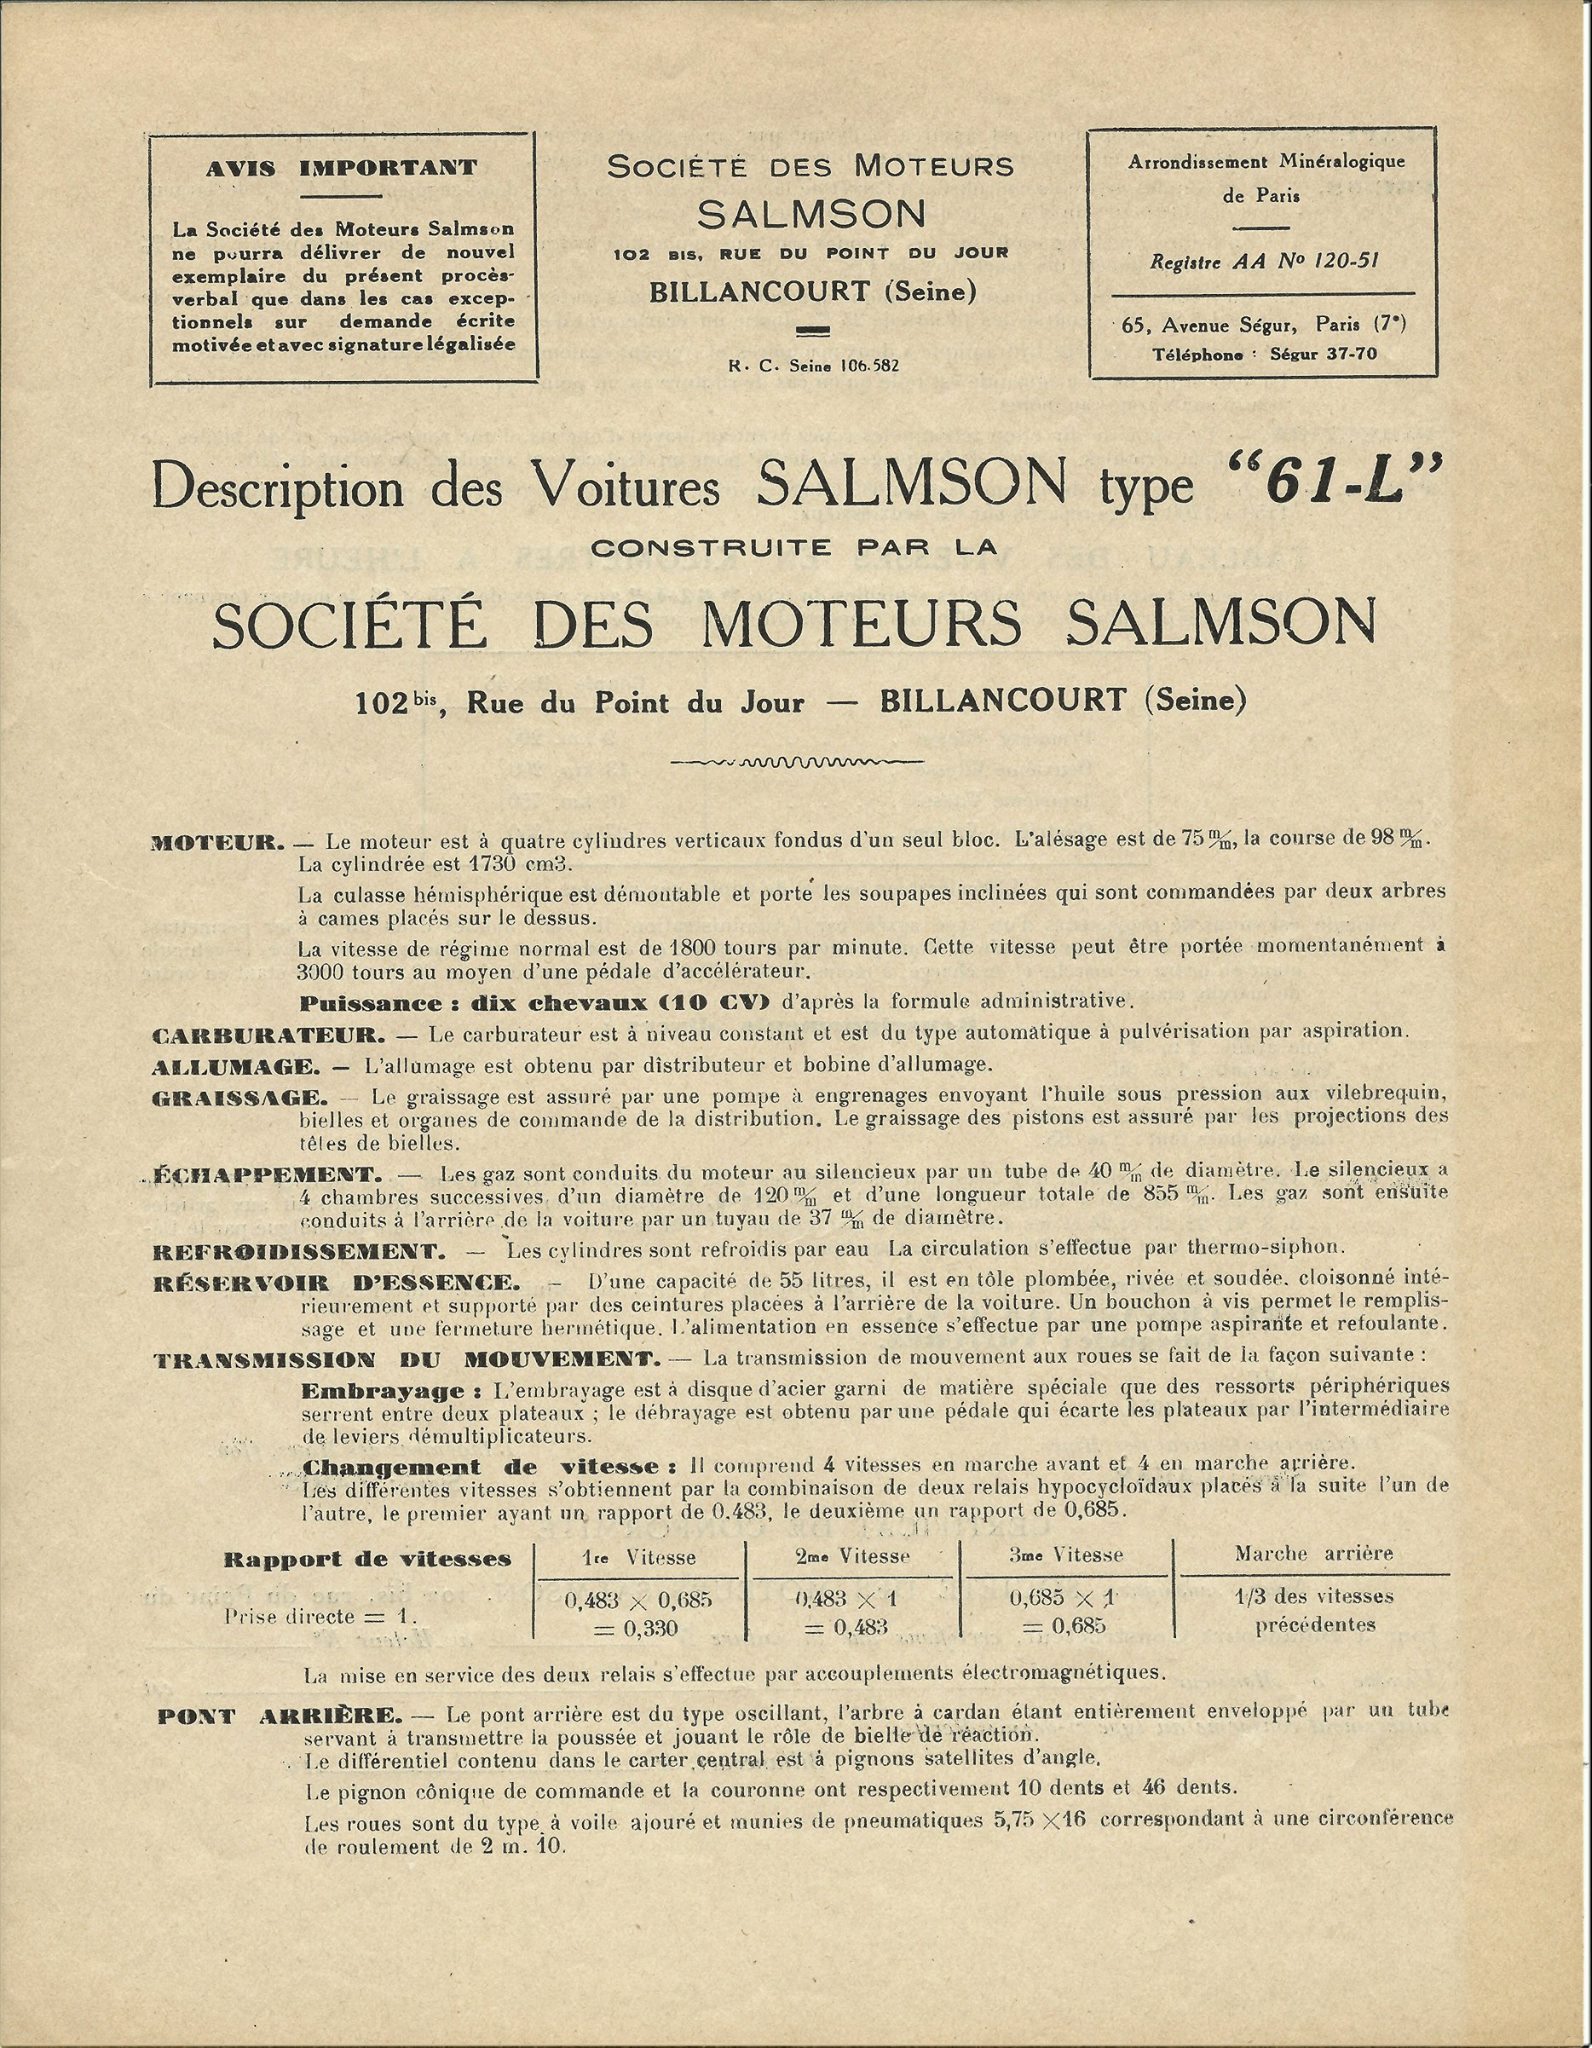 AVIS IMPORTANT
La Société des Moteurs Salmson
ne pourra délivrer de nouvel
exemplaire du présent procès-
verbal que dans les cas excep-
tionnels sur demande écrite
motivée et avec signature légalisée
SOCIÉTÉ DES MOTEURS
SALMSON
102 BIS, RUE DU POINT DU JOUR
BILLANCOURT (Seine)
R. C. Seine 106.582
Arrondissement Minéralogique
de Paris
Registre AA Nº 120-51
65, Avenue Ségur, Paris (7e)
Téléphone : Ségur 37-70
Description des Voitures SALMSON type “61-L”
CONSTRUITE PAR LA
SOCIÉTÉ DES MOTEURS SALMSON
102 bis, Rue du Point du Jour — BILLANCOURT (Seine)
MOTEUR. — Le moteur est à quatre cylindres verticaux fondus d'un seul bloc. L'alésage est de 75 m/m, la course de 98 m/m.
La cylindrée est 1730 cm3.
La culasse hémisphérique est démontable et porte les soupapes inclinées qui sont commandées par deux arbres
à cames placés sur le dessus.
La vitesse de régime normal est de 1800 tours par minute. Cette vitesse peut être portée momentanément à
3000 tours au moyen d'une pédale d'accélérateur.
Puissance : dix chevaux (10 CV) d'après la formule administrative.
CARBURATEUR. — Le carburateur est à niveau constant et est du type automatique à pulvérisation par aspiration.
ALLUMAGE. — L'allumage est obtenu par distributeur et bobine d'allumage.
GRAISSAGE. — Le graissage est assuré par une pompe à engrenages envoyant l'huile sous pression aux vilebrequin,
bielles et organes de commande de la distribution. Le graissage des pistons est assuré par les projections des
têtes de bielles.
ÉCHAPPEMENT. — Les gaz sont conduits du moteur au silencieux par un tube de 40 m/m de diamètre. Le silencieux a
4 chambres successives d'un diamètre de 120 m/m et d'une longueur totale de 855 m/m. Les gaz sont ensuite
conduits à l'arrière de la voiture par un tuyau de 37 m/m de diamètre.
REFROIDISSEMENT. — Les cylindres sont refroidis par eau La circulation s'effectue par thermo-siphon.
RÉSERVOIR D'ESSENCE. — D'une capacité de 55 litres, il est en tôle plombée, rivée et soudée, cloisonné inté-
rieurement et supporté par des ceintures placées à l'arrière de la voiture. Un bouchon à vis permet le remplis-
sage et une fermeture hermétique. L'alimentation en essence s'effectue par une pompe aspirante et refoulante.
TRANSMISSION DU MOUVEMENT. — La transmission de mouvement aux roues se fait de la façon suivante :
Embrayage : L'embrayage est à disque d'acier garni de matière spéciale que des ressorts périphériques
serrent entre deux plateaux ; le débrayage est obtenu par une pédale qui écarte les plateaux par l'intermédiaire
de leviers démultiplicateurs.
Changement de vitesse : Il comprend 4 vitesses en marche avant et 4 en marche arrière.
Les différentes vitesses s'obtiennent par la combinaison de deux relais hypocycloïdaux placés à la suite l'un de
l'autre, le premier ayant un rapport de 0.483, le deuxième un rapport de 0,685.
Rapport de vitesses 1re Vitesse 2me Vitesse 3me Vitesse Marche arrière
Prise directe = 1. 0,483 × 0,685 0,483 × 1 0,685 × 1 1/3 des vitesses
= 0,330 = 0,483 = 0,685 précédentes
La mise en service des deux relais s'effectue par accouplements électromagnétiques.
PONT ARRIÈRE. — Le pont arrière est du type oscillant, l'arbre à cardan étant entièrement enveloppé par un tube
servant à transmettre la poussée et jouant le rôle de bielle de réaction.
Le différentiel contenu dans le carter central est à pignons satellites d'angle.
Le pignon cônique de commande et la couronne ont respectivement 10 dents et 46 dents.
Les roues sont du type à voile ajouré et munies de pneumatiques 5,75 × 16 correspondant à une circonférence
de roulement de 2 m. 10.